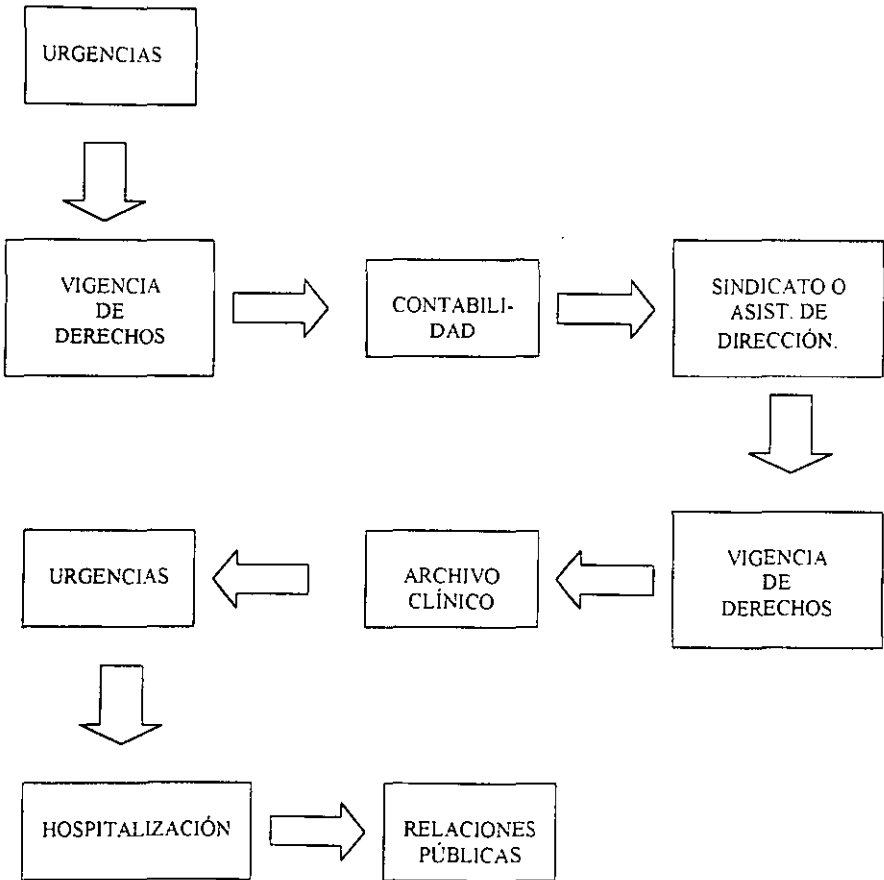 URGENCIAS
VIGENCIA
DE
DERECHOS
CONTABILI-
DAD
SINDICATO O
ASIST. DE
DIRECCIÓN.
VIGENCIA
DE
DERECHOS
ARCHIVO
CLÍNICO
URGENCIAS
HOSPITALIZACIÓN
RELACIONES
PÚBLICAS